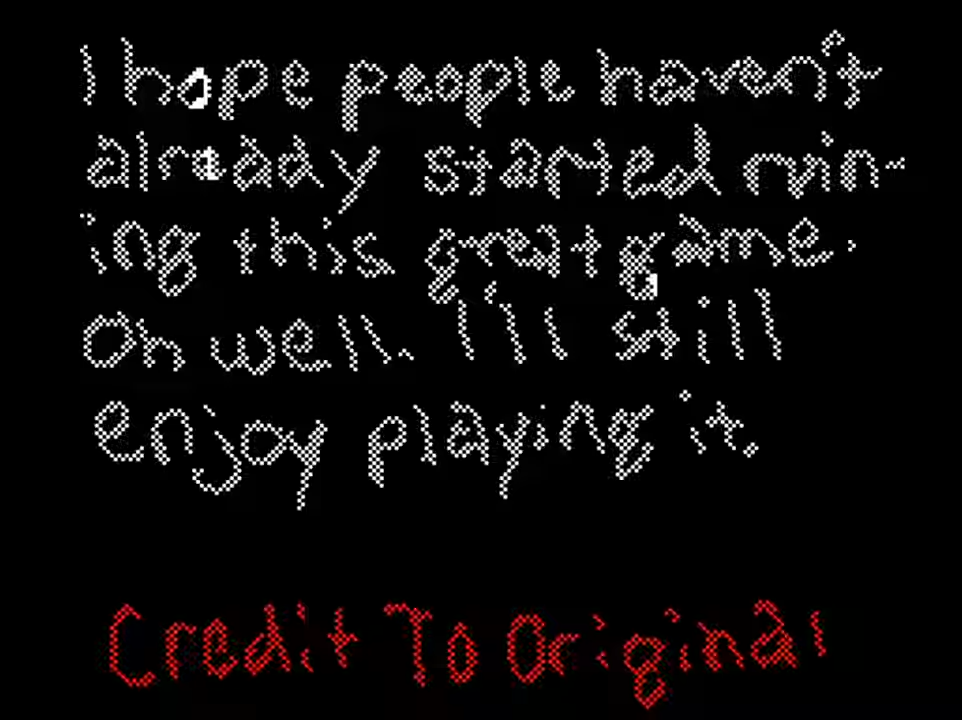 I hope people haven't
already started ruin-
ing this great game.
Oh well. I'll still
enjoy playing it.
Credit To Original